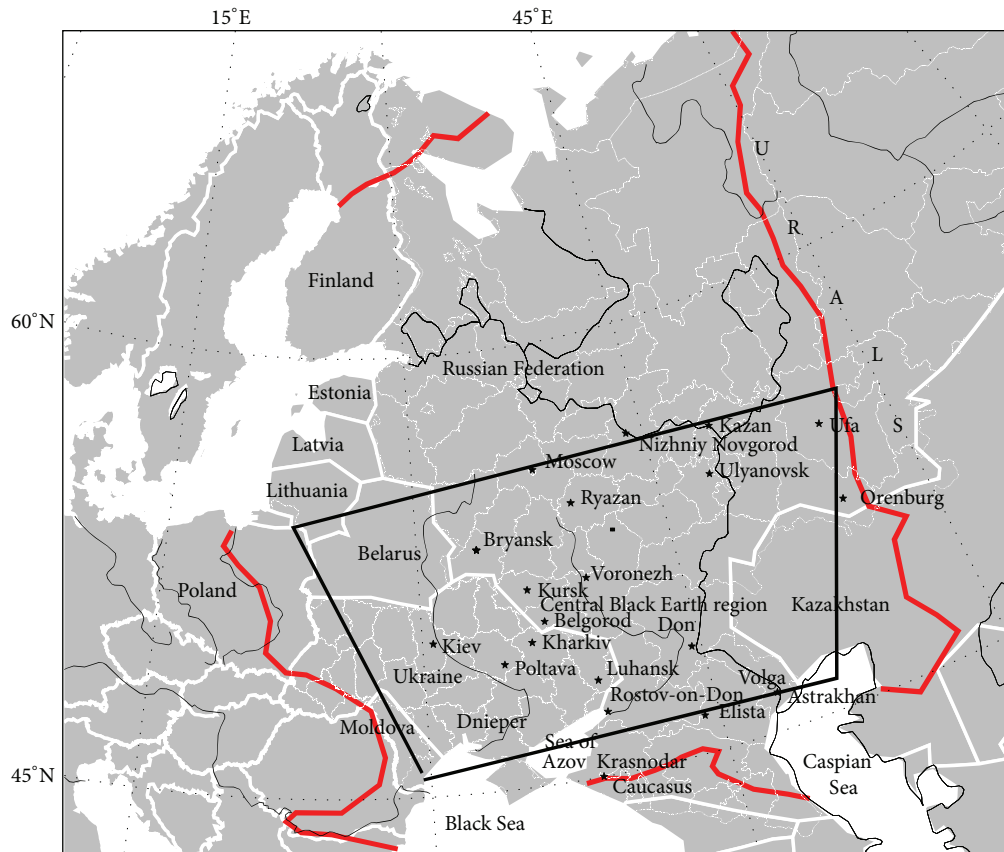 15°E
45°E
U
R
Finland
A
60°N
L
Russian Federation
Estonia
S
Kazan
Ufa
Latvia
Nizhniy Novgorod
Moscow
Ulyanovsk
Lithuania
Ryazan
Orenburg
Bryansk
Belarus
Voronezh
Poland
Kursk
Central Black Earth region
Kazakhstan
Belgorod
Don
Kharkiv
Kiev
Poltava
Luhansk
Ukraine
Volga
Rostov-on-Don
Astrakhan
Elista
Dnieper
Moldova
Sea of
Azov
Krasnodar
Caspian
Sea
45°N
Caucasus
Black Sea